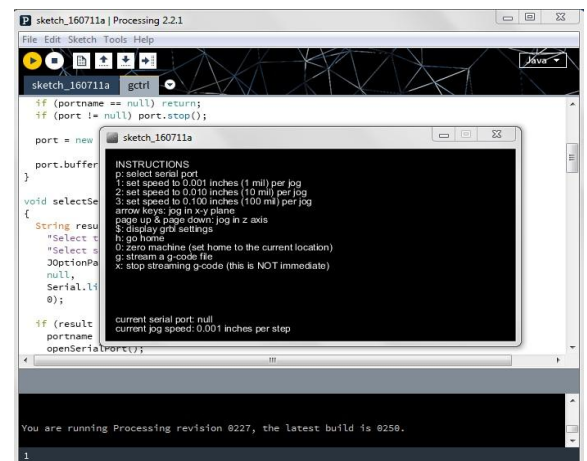 sketch_160711a | Processing 2.2.1
File Edit Sketch Tools Help
Java
sketch_160711a gctrl
if (portname == null) return;
if (port != null) port.stop();
port = new
port.buffer
}
void selectSe
{
String resu
"Select t
"Select s
JOptionPa
null,
Serial.li
0);
if (result
portname
openSerialPort();
sketch_160711a
INSTRUCTIONS
p: select serial port
1: set speed to 0.001 inches (1 mil) per jog
2: set speed to 0.010 inches (10 mil) per jog
3: set speed to 0.100 inches (100 mil) per jog
arrow keys: jog in x-y plane
page up & page down: jog in z axis
$: display grbl settings
h: go home
0: zero machine (set home to the current location)
g: stream a g-code file
x: stop streaming g-code (this is NOT immediate)
current serial port: null
current jog speed: 0.001 inches per step
You are running Processing revision 0227, the latest build is 0250.
1